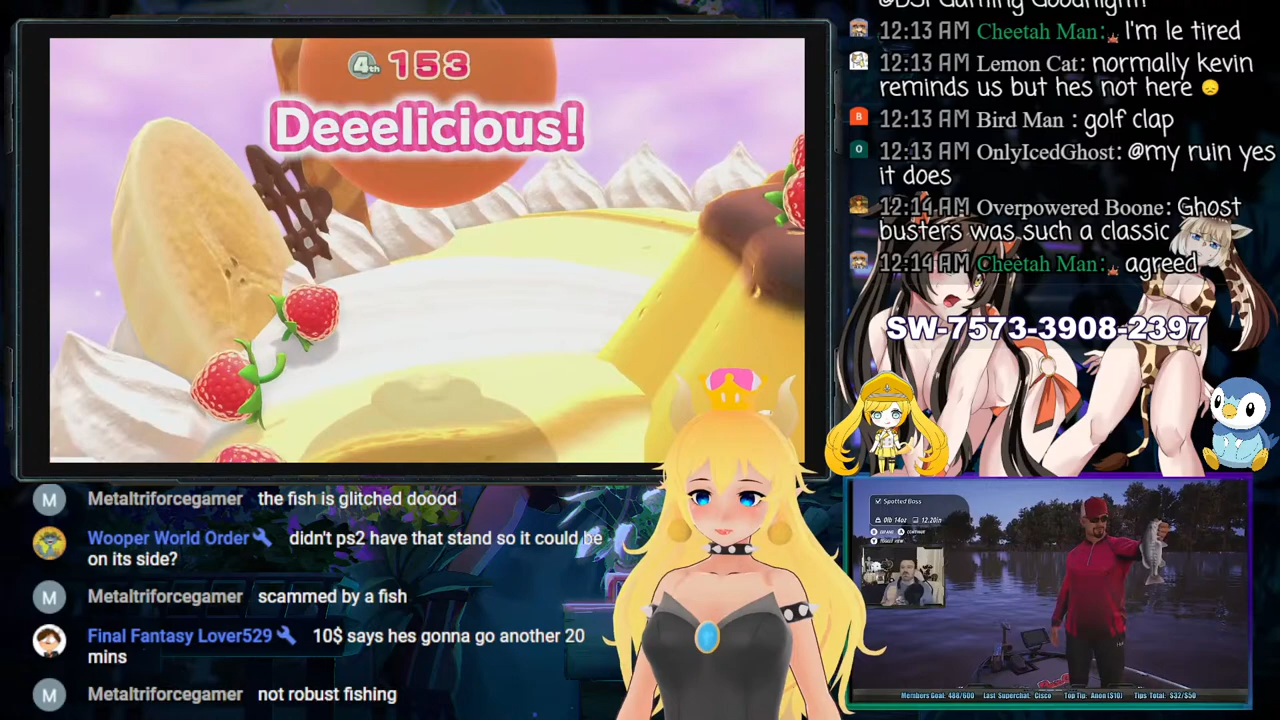 4th 153
Deeelicious!
@DSP Gaming Goodnight!
12:13 AM Cheetah Man: I'm le tired
12:13 AM Lemon Cat: normally kevin
reminds us but hes not here
12:13 AM Bird Man : golf clap
12:13 AM OnlyIcedGhost: @my ruin yes
it does
12:14 AM Overpowered Boone: Ghost
busters was such a classic
12:14 AM Cheetah Man: agreed
SW-7573-3908-2397
Metaltriforcegamer the fish is glitched doood
Wooper World Order didn't ps2 have that stand so it could be
on its side?
Metaltriforcegamer scammed by a fish
Final Fantasy Lover529 10$ says hes gonna go another 20
mins
Metaltriforcegamer not robust fishing
Spotted Bass
0lb 14oz 12.20in
Members Goal: 488/600 Last Superchat: Cisco Top Tip: Anon ($10) Tips Total: $32/$50